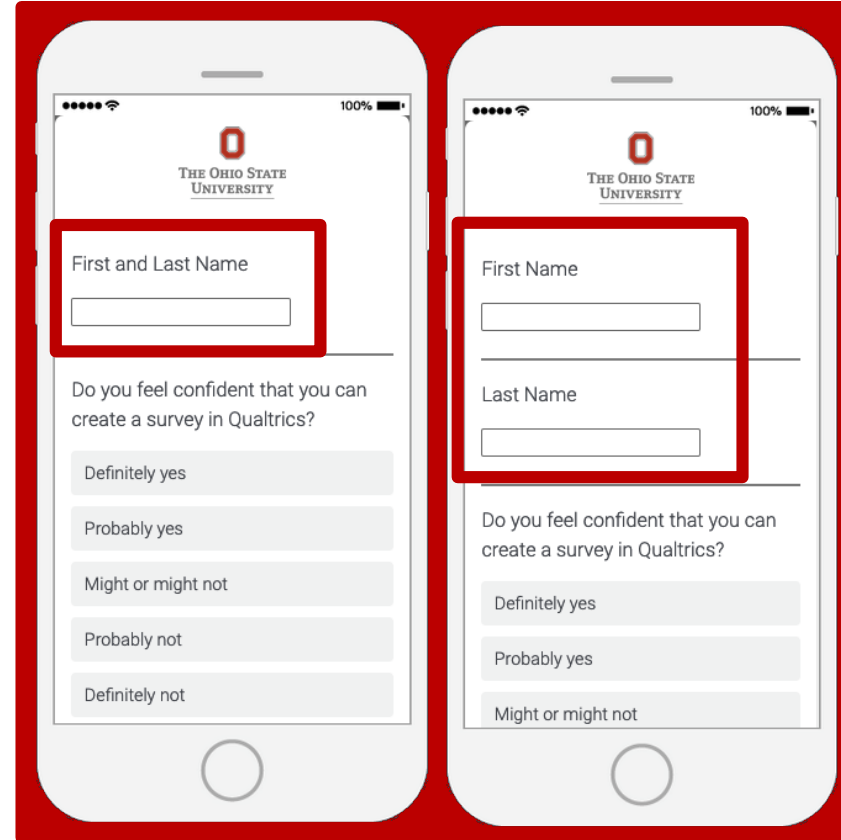 100%
O
THE OHIO STATE
UNIVERSITY
First and Last Name
Do you feel confident that you can
create a survey in Qualtrics?
Definitely yes
Probably yes
Might or might not
Probably not
Definitely not
100%
O
THE OHIO STATE
UNIVERSITY
First Name
Last Name
Do you feel confident that you can
create a survey in Qualtrics?
Definitely yes
Probably yes
Might or might not